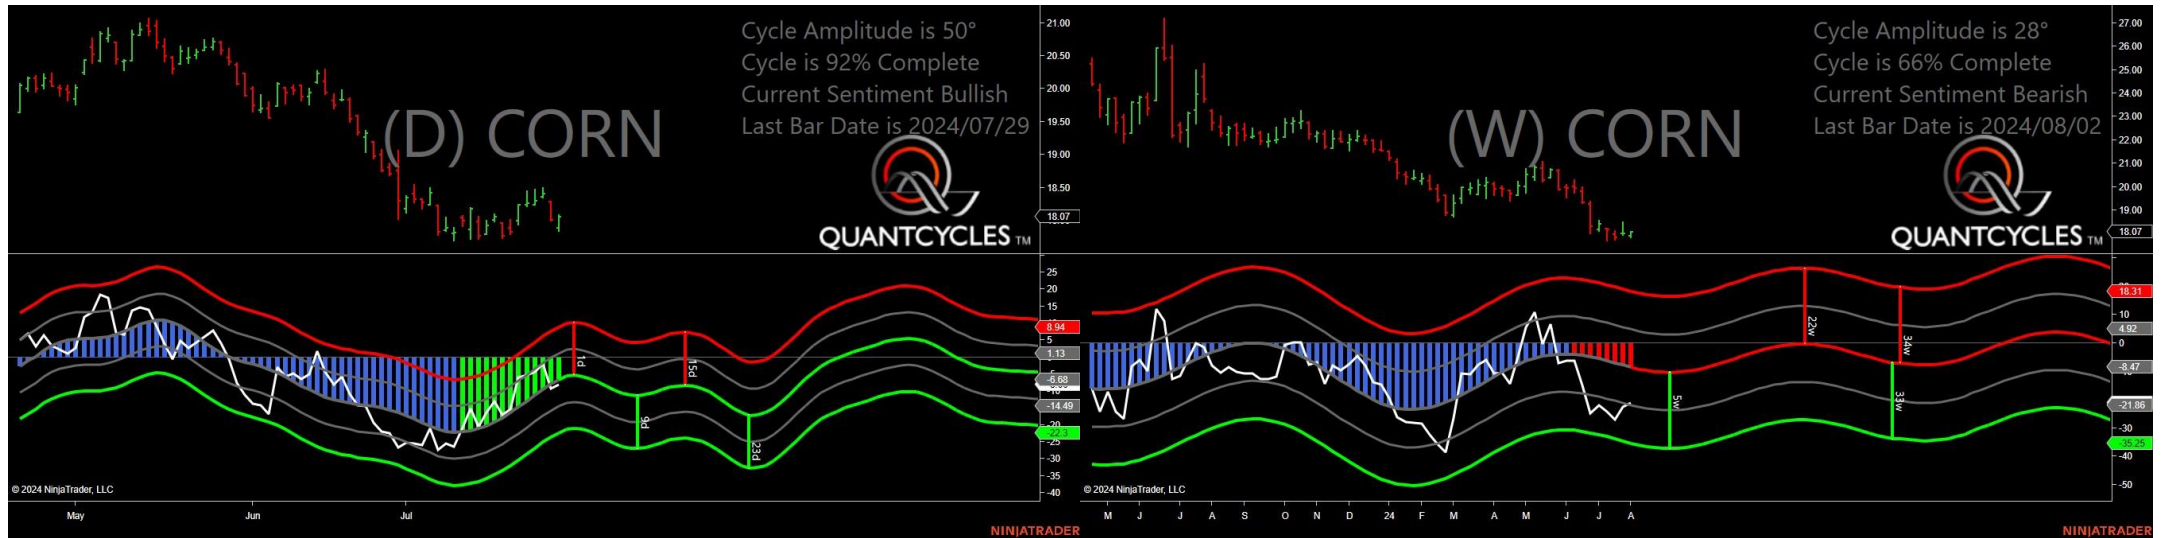 Cycle Amplitude is 50°
Cycle is 92% Complete
Current Sentiment Bullish
Last Bar Date is 2024/07/29
(D) CORN
QUANTCYCLES TM
21.00
20.50
20.00
19.50
19.00
18.50
18.07
25
20
15
8.94
5
1.13
-6.68
-14.49
-22.3
-25
-30
-35
-40
1d
9d
15d
23d
© 2024 NinjaTrader, LLC
May
Jun
Jul
NINJATRADER
Cycle Amplitude is 28°
Cycle is 66% Complete
Current Sentiment Bearish
Last Bar Date is 2024/08/02
(W) CORN
QUANTCYCLES TM
27.00
26.00
25.00
24.00
23.00
22.00
21.00
20.00
19.00
18.07
18.31
10
4.92
0
-8.47
-21.86
-30
-35.25
-40
-50
5w
22w
33w
34w
© 2024 NinjaTrader, LLC
M J J A S O N D 24 F M A M J J A
NINJATRADER